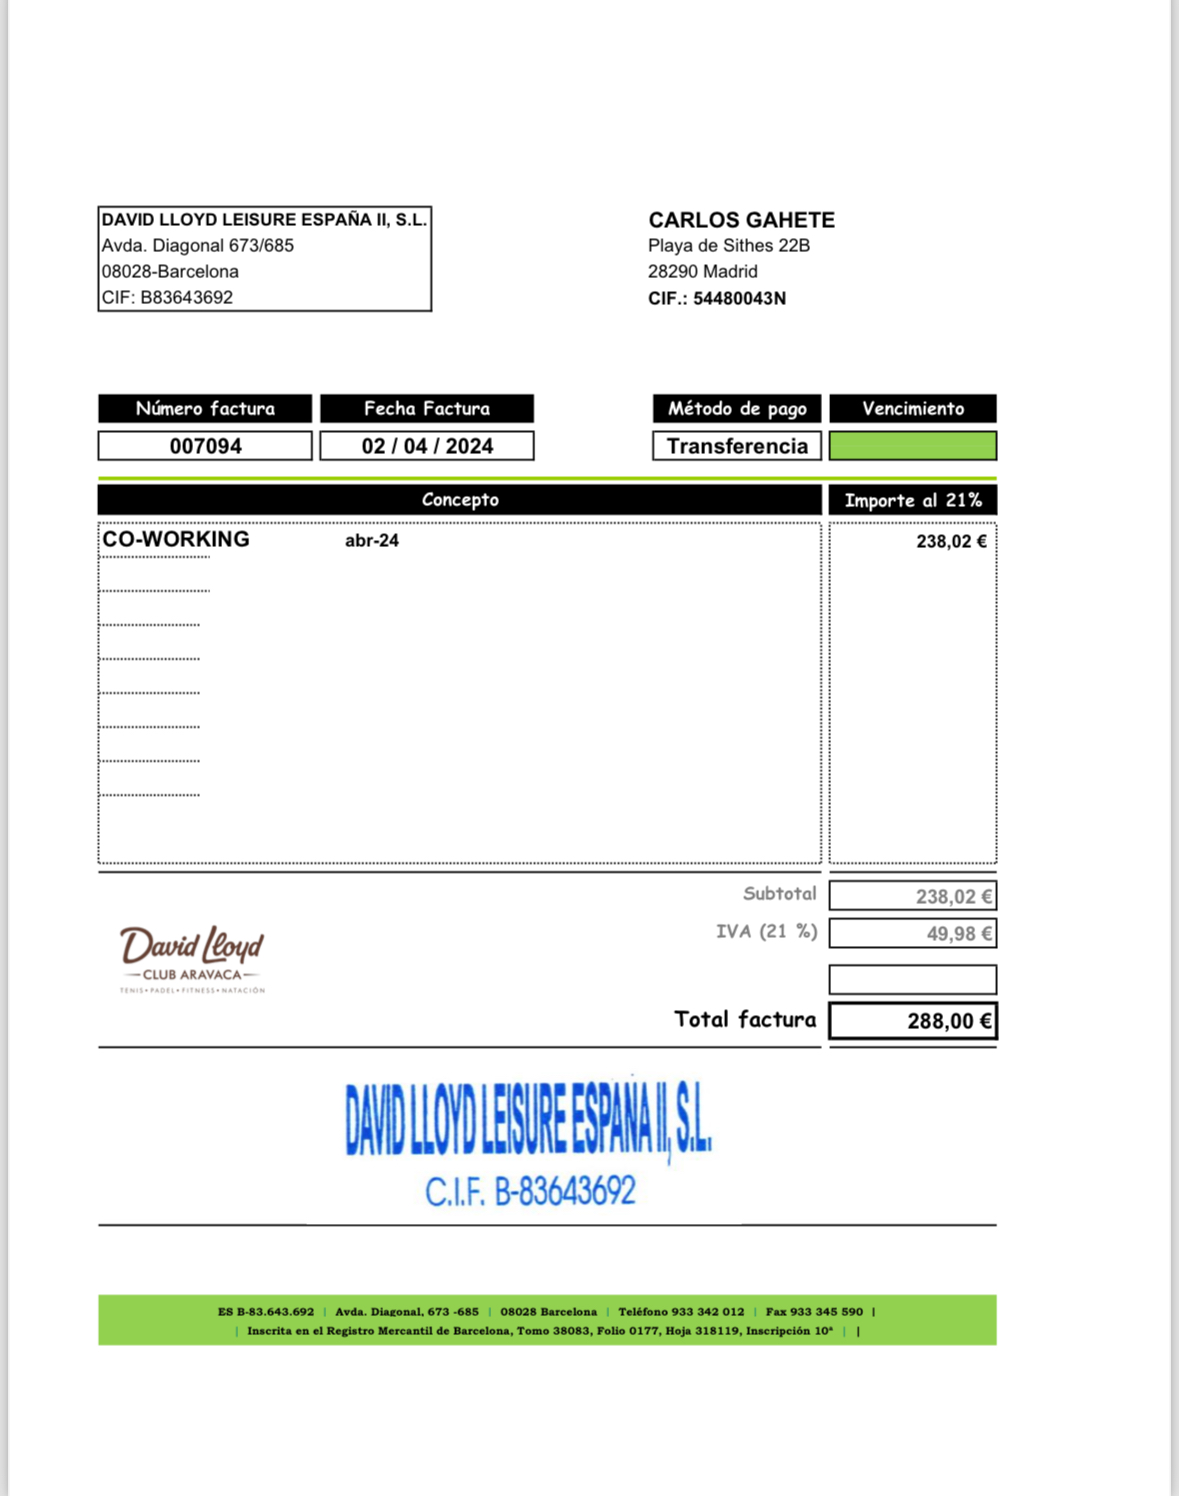 DAVID LLOYD LEISURE ESPAÑA II, S.L.
Avda. Diagonal 673/685
08028-Barcelona
CIF: B83643692
CARLOS GAHETE
Playa de Sithes 22B
28290 Madrid
CIF.: 54480043N
Número factura Fecha Factura Método de pago Vencimiento
007094 02 / 04 / 2024 Transferencia
Concepto Importe al 21%
CO-WORKING abr-24 238,02 €
Subtotal 238,02 €
IVA (21 %) 49,98 €
David Lloyd
CLUB ARAVACA
TENIS•PADEL•FITNESS•NATACIÓN
Total factura 288,00 €
DAVID LLOYD LEISURE ESPAÑA II, S.L.
C.I.F. B-83643692
ES B-83.643.692 | Avda. Diagonal, 673 -685 | 08028 Barcelona | Teléfono 933 342 012 | Fax 933 345 590 |
| Inscrita en el Registro Mercantil de Barcelona, Tomo 38083, Folio 0177, Hoja 318119, Inscripción 10ª | |